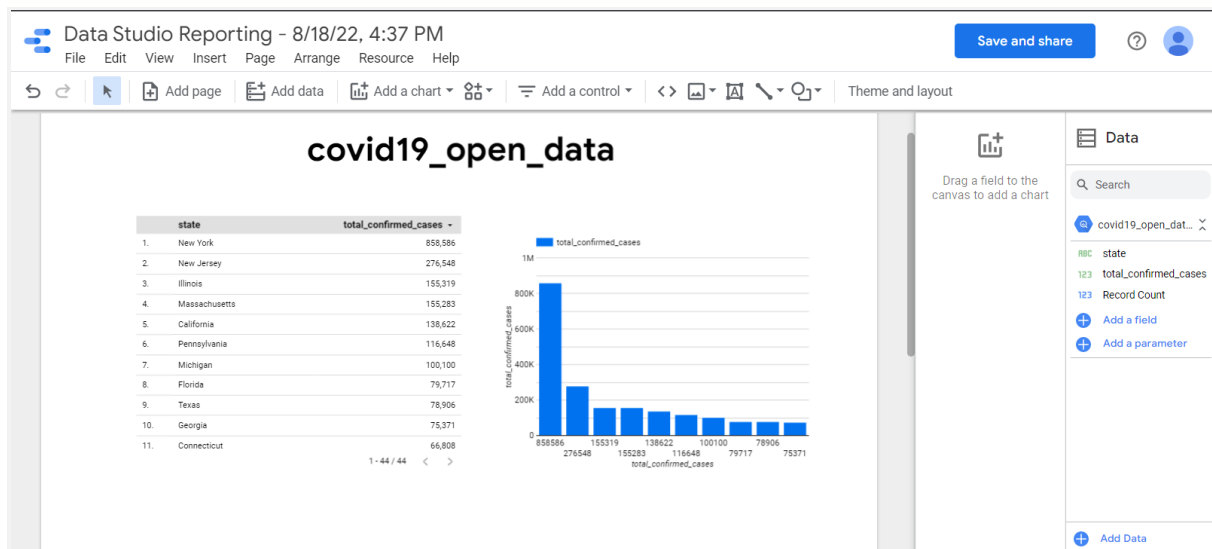 Data Studio Reporting - 8/18/22, 4:37 PM
File Edit View Insert Page Arrange Resource Help
Save and share
Add page Add data Add a chart Add a control Theme and layout
covid19_open_data
state total_confirmed_cases
1. New York 858,586
2. New Jersey 276,548
3. Illinois 155,319
4. Massachusetts 155,283
5. California 138,622
6. Pennsylvania 116,648
7. Michigan 100,100
8. Florida 79,717
9. Texas 78,906
10. Georgia 75,371
11. Connecticut 66,808
1 - 44 / 44
total_confirmed_cases
1M
800K
600K
400K
200K
0
total_confirmed_cases
858586 155319 138622 100100 78906
276548 155283 116648 79717 75371
total_confirmed_cases
Drag a field to the
canvas to add a chart
Data
Search
covid19_open_dat...
ABC state
123 total_confirmed_cases
123 Record Count
Add a field
Add a parameter
Add Data